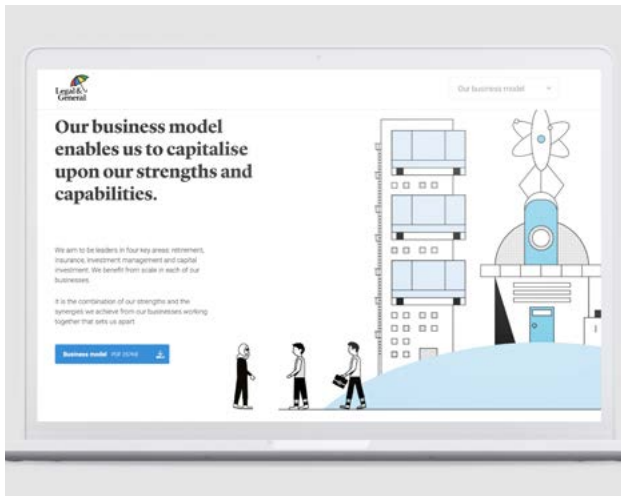 Legal &
General
Our business model
Our business model
enables us to capitalise
upon our strengths and
capabilities.
We aim to be leaders in four key areas: retirement,
insurance, investment management and capital
investment. We benefit from scale in each of our
businesses.
It is the combination of our strengths and the
synergies we achieve from our businesses working
together that sets us apart.
Business model PDF